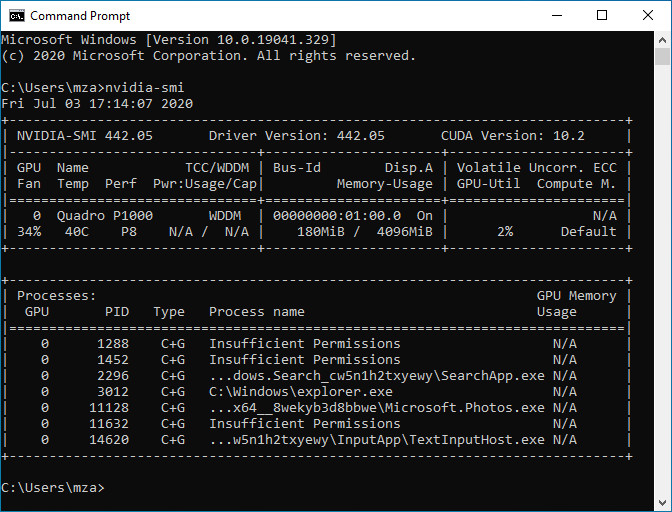 Command Prompt
Microsoft Windows [Version 10.0.19041.329]
(c) 2020 Microsoft Corporation. All rights reserved.

C:\Users\mza>nvidia-smi
Fri Jul 03 17:14:07 2020
+-----------------------------------------------------------------------------+
| NVIDIA-SMI 442.05       Driver Version: 442.05       CUDA Version: 10.2     |
|-------------------------------+----------------------+----------------------+
| GPU  Name            TCC/WDDM | Bus-Id        Disp.A | Volatile Uncorr. ECC |
| Fan  Temp  Perf  Pwr:Usage/Cap|         Memory-Usage | GPU-Util  Compute M. |
|===============================+======================+======================|
|   0  Quadro P1000       WDDM  | 00000000:01:00.0  On |                  N/A |
| 34%   40C    P8    N/A /  N/A |    180MiB /  4096MiB |      2%      Default |
+-------------------------------+----------------------+----------------------+

+-----------------------------------------------------------------------------+
| Processes:                                                       GPU Memory |
|  GPU       PID   Type   Process name                             Usage      |
|=============================================================================|
|    0      1288    C+G   Insufficient Permissions                   N/A      |
|    0      1452    C+G   Insufficient Permissions                   N/A      |
|    0      2296    C+G   ...dows.Search_cw5n1h2txyewy\SearchApp.exe N/A      |
|    0      3012    C+G   C:\Windows\explorer.exe                    N/A      |
|    0     11128    C+G   ...x64__8wekyb3d8bbwe\Microsoft.Photos.exe N/A      |
|    0     11632    C+G   Insufficient Permissions                   N/A      |
|    0     14620    C+G   ...w5n1h2txyewy\InputApp\TextInputHost.exe N/A      |
+-----------------------------------------------------------------------------+

C:\Users\mza>